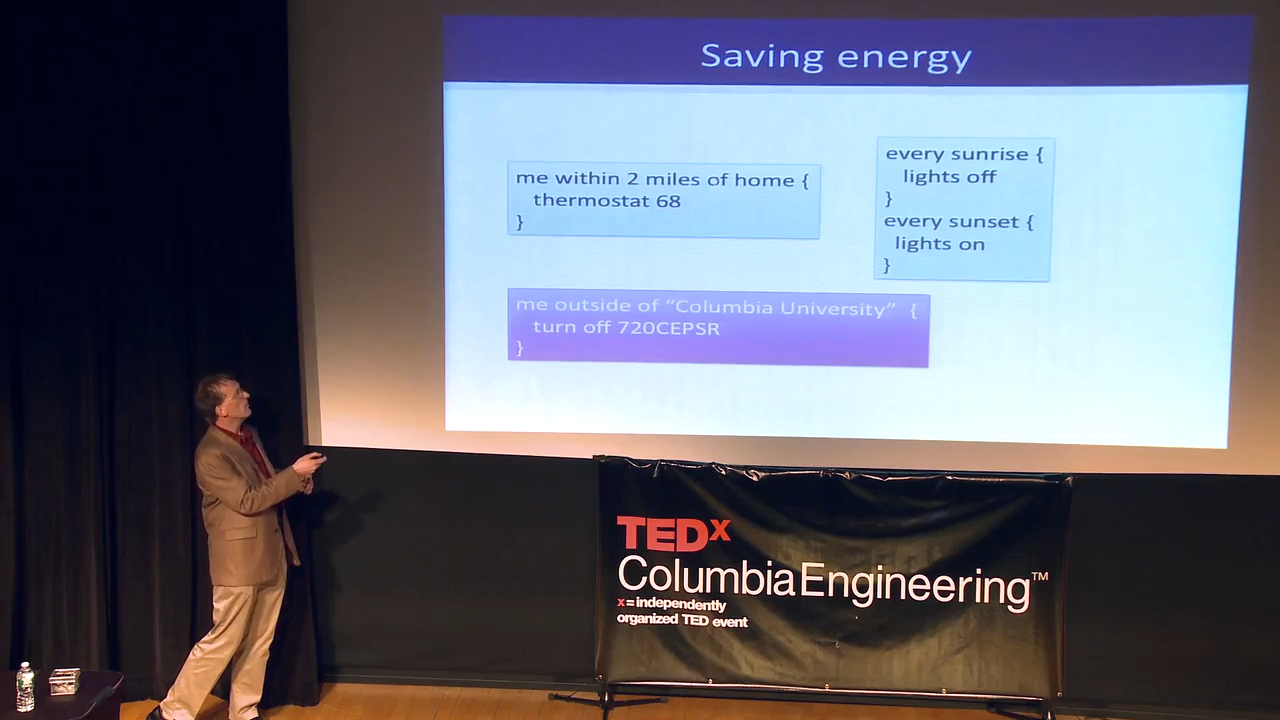 Saving energy
me within 2 miles of home {
thermostat 68
}
every sunrise {
lights off
}
every sunset {
lights on
}
me outside of “Columbia University” {
turn off 720CEPSR
}
TEDx
ColumbiaEngineering™
x=independently
organized TED event